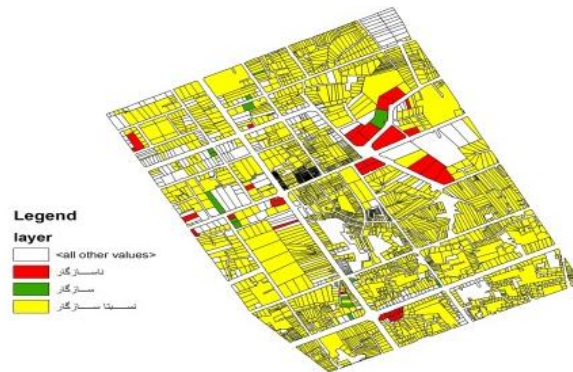 Legend
layer
<all other values>
ناسازگار
سازگار
نسبتا سازگار